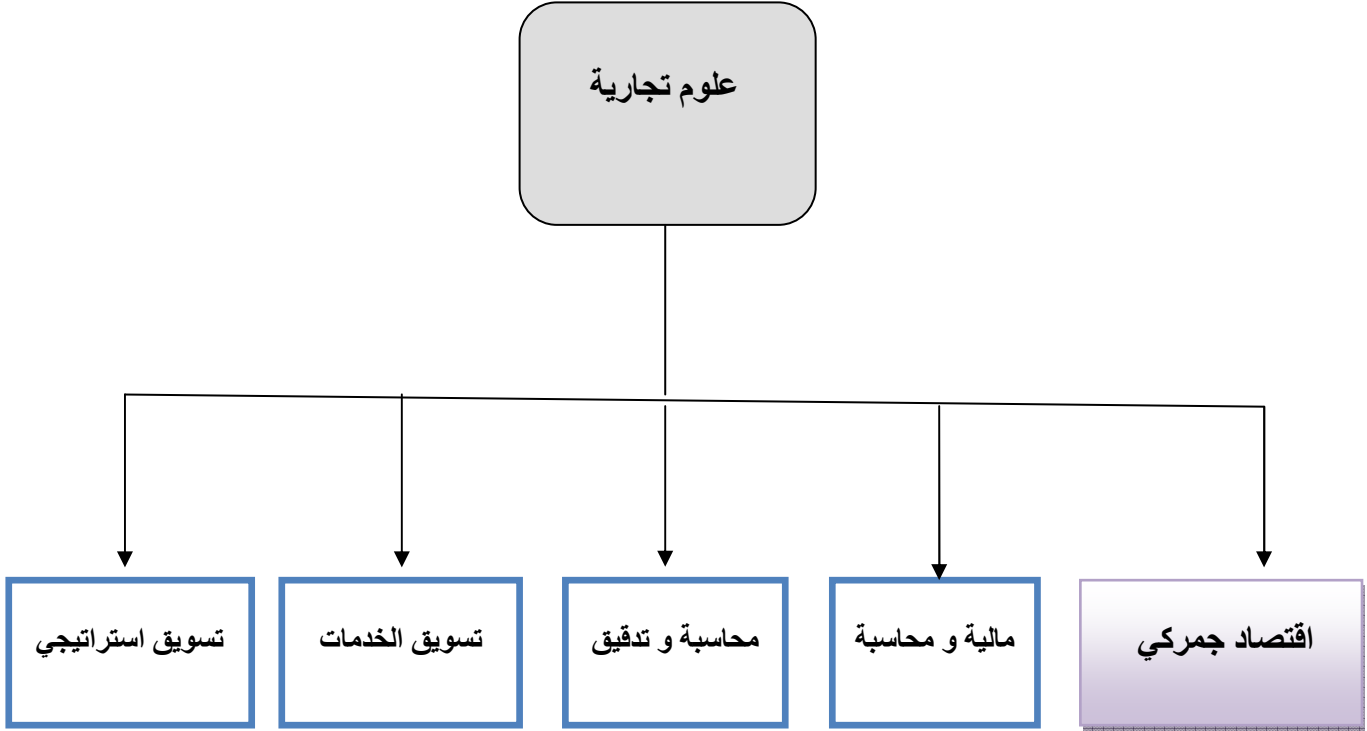 علوم تجارية
اقتصاد جمركي
مالية و محاسبة
محاسبة و تدقيق
تسويق الخدمات
تسويق استراتيجي